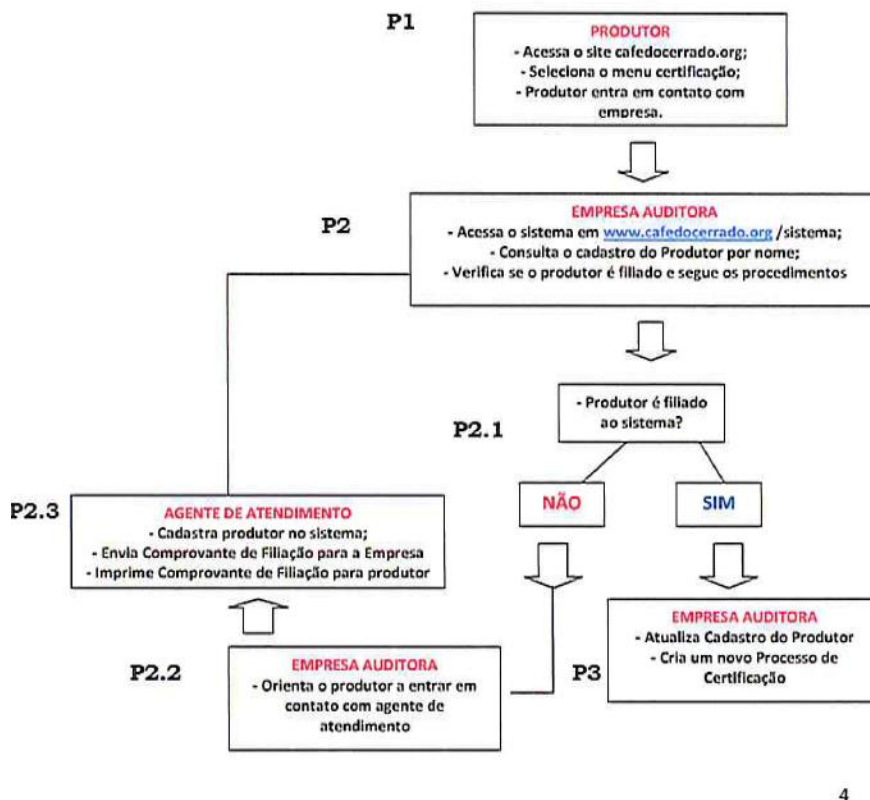 P1
PRODUTOR
- Acessa o site cafedocerrado.org;
- Seleciona o menu certificação;
- Produtor entra em contato com
empresa.
P2
EMPRESA AUDITORA
- Acessa o sistema em www.cafedocerrado.org /sistema;
- Consulta o cadastro do Produtor por nome;
- Verifica se o produtor é filiado e segue os procedimentos
P2.1
- Produtor é filiado
ao sistema?
NÃO
SIM
P2.3
AGENTE DE ATENDIMENTO
- Cadastra produtor no sistema;
- Envia Comprovante de Filiação para a Empresa
- Imprime Comprovante de Filiação para produtor
P2.2
EMPRESA AUDITORA
- Orienta o produtor a entrar em
contato com agente de
atendimento
P3
EMPRESA AUDITORA
- Atualiza Cadastro do Produtor
- Cria um novo Processo de
Certificação
4